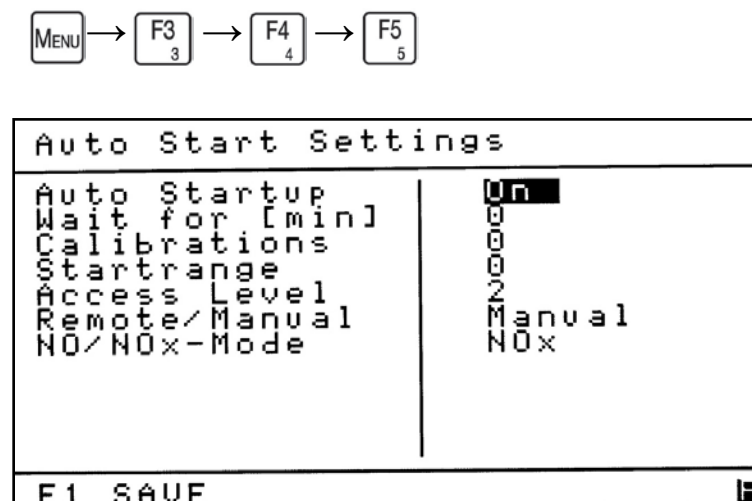 MENU → F3 3 → F4 4 → F5 5
Auto Start Settings
Auto Startup On
Wait for [min] 0
Calibrations 0
Startrange 0
Access Level 2
Remote/Manual Manual
NO/NOx-Mode NOx
F1 SAVE